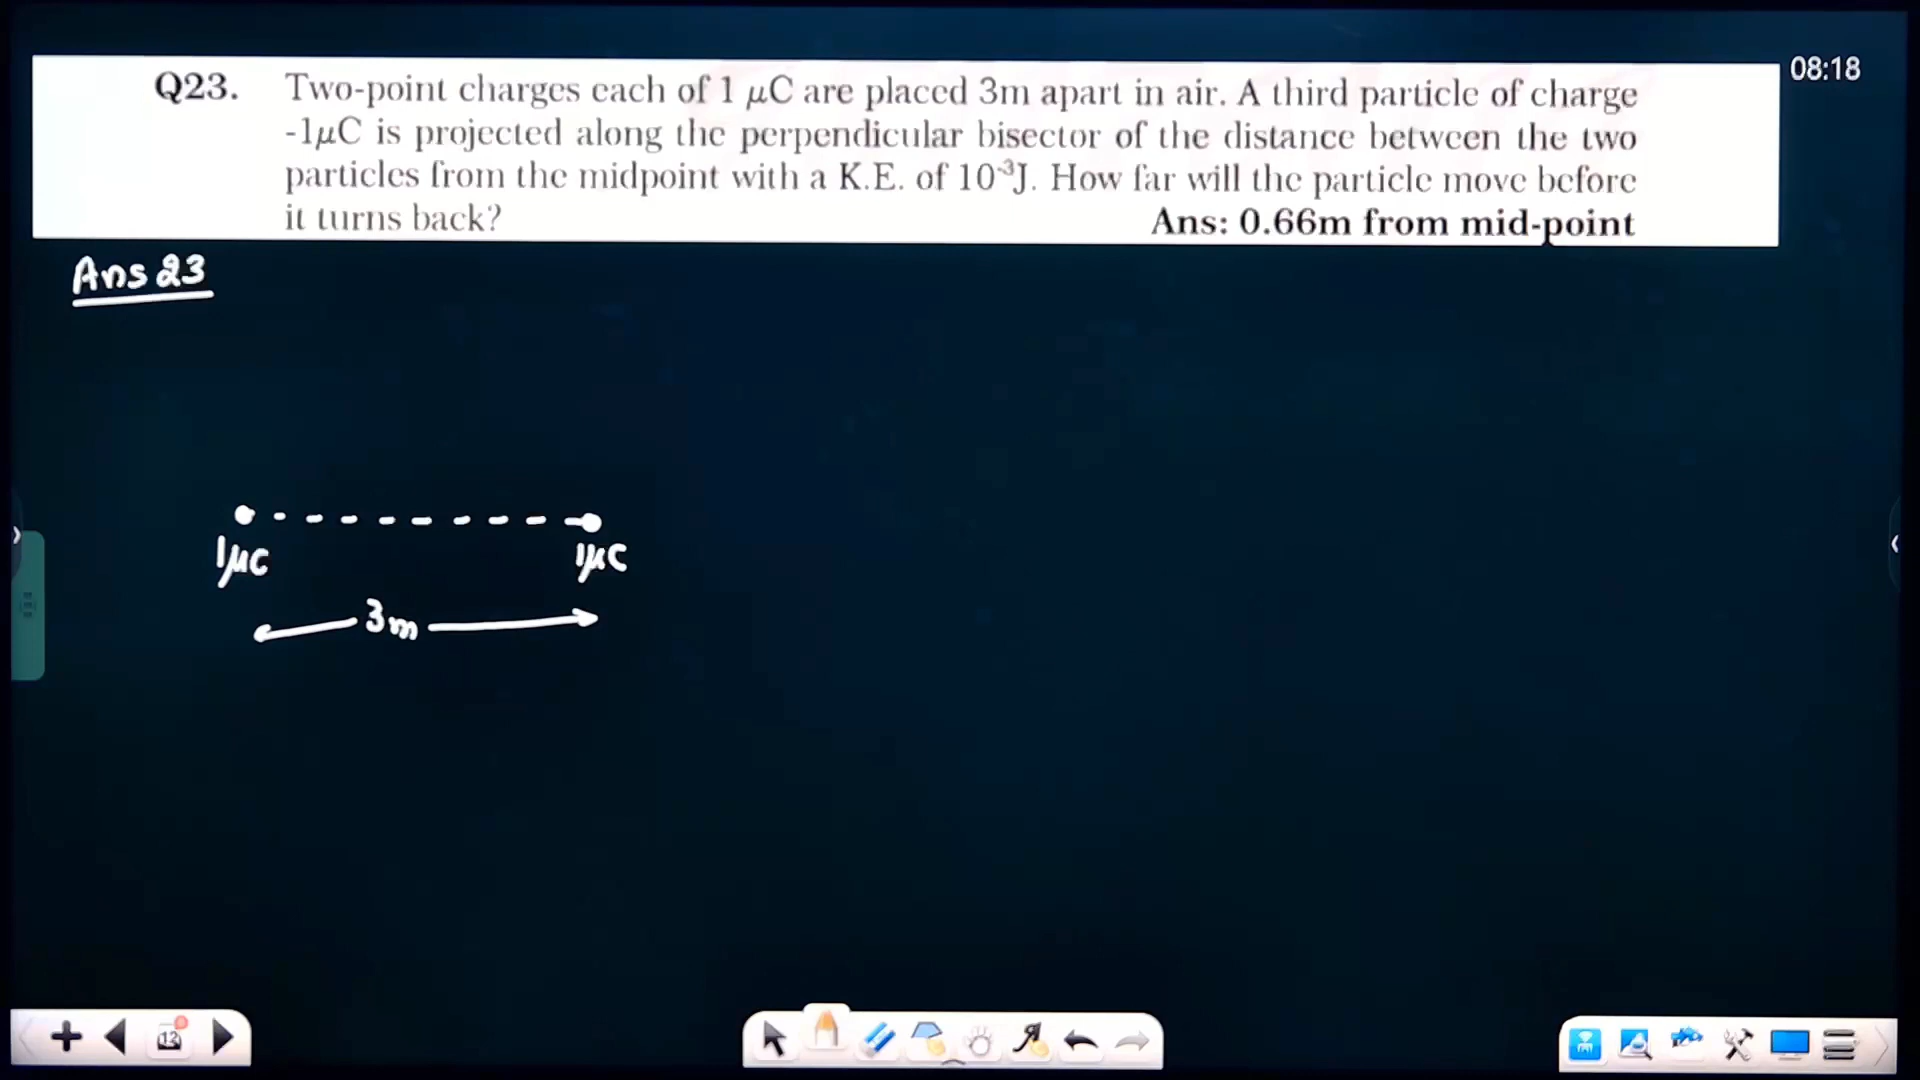 08:18
Q23. Two-point charges each of 1 μC are placed 3m apart in air. A third particle of charge
-1μC is projected along the perpendicular bisector of the distance between the two
particles from the midpoint with a K.E. of 10⁻³J. How far will the particle move before
it turns back? Ans: 0.66m from mid-point
Ans 23
1μC 1μC
3m
12